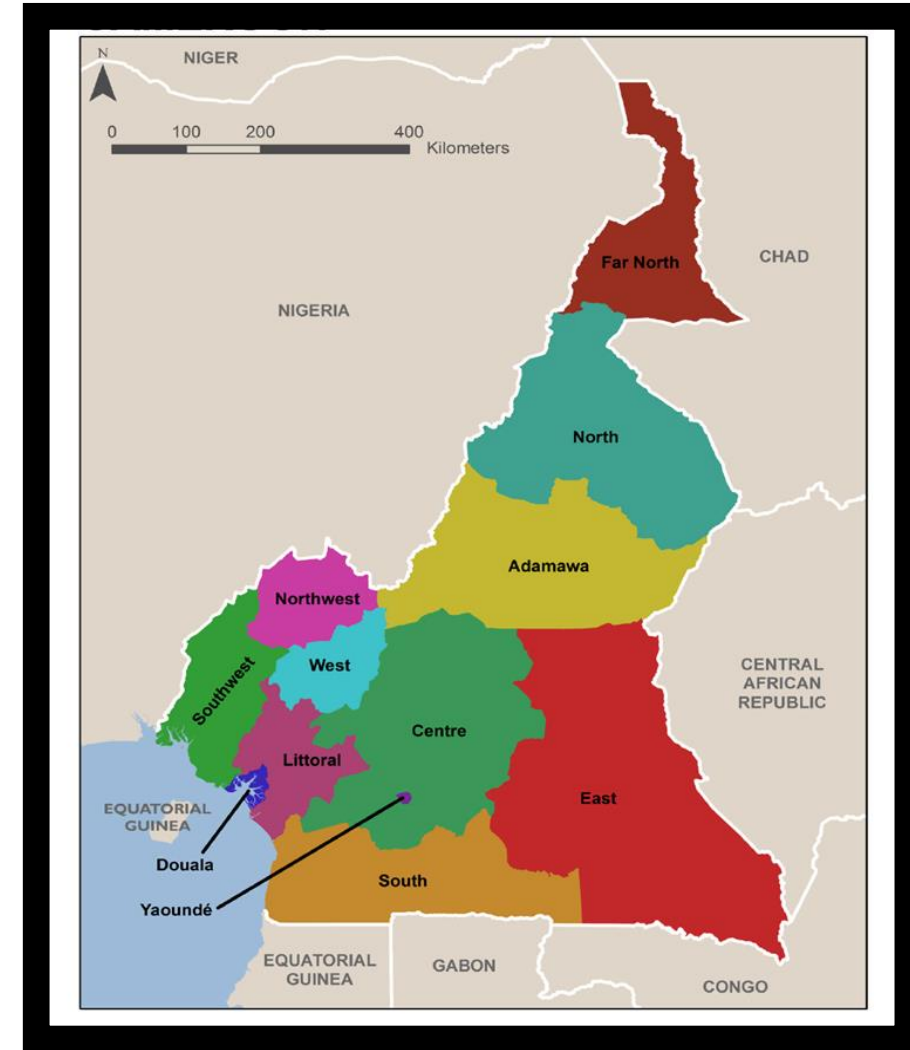 NIGER
N
0 100 200 400
Kilometers
Far North
CHAD
NIGERIA
North
Adamawa
Northwest
West
Southwest
CENTRAL
AFRICAN
REPUBLIC
Centre
Littoral
East
EQUATORIAL
GUINEA
Douala
South
Yaoundé
EQUATORIAL
GUINEA
GABON
CONGO